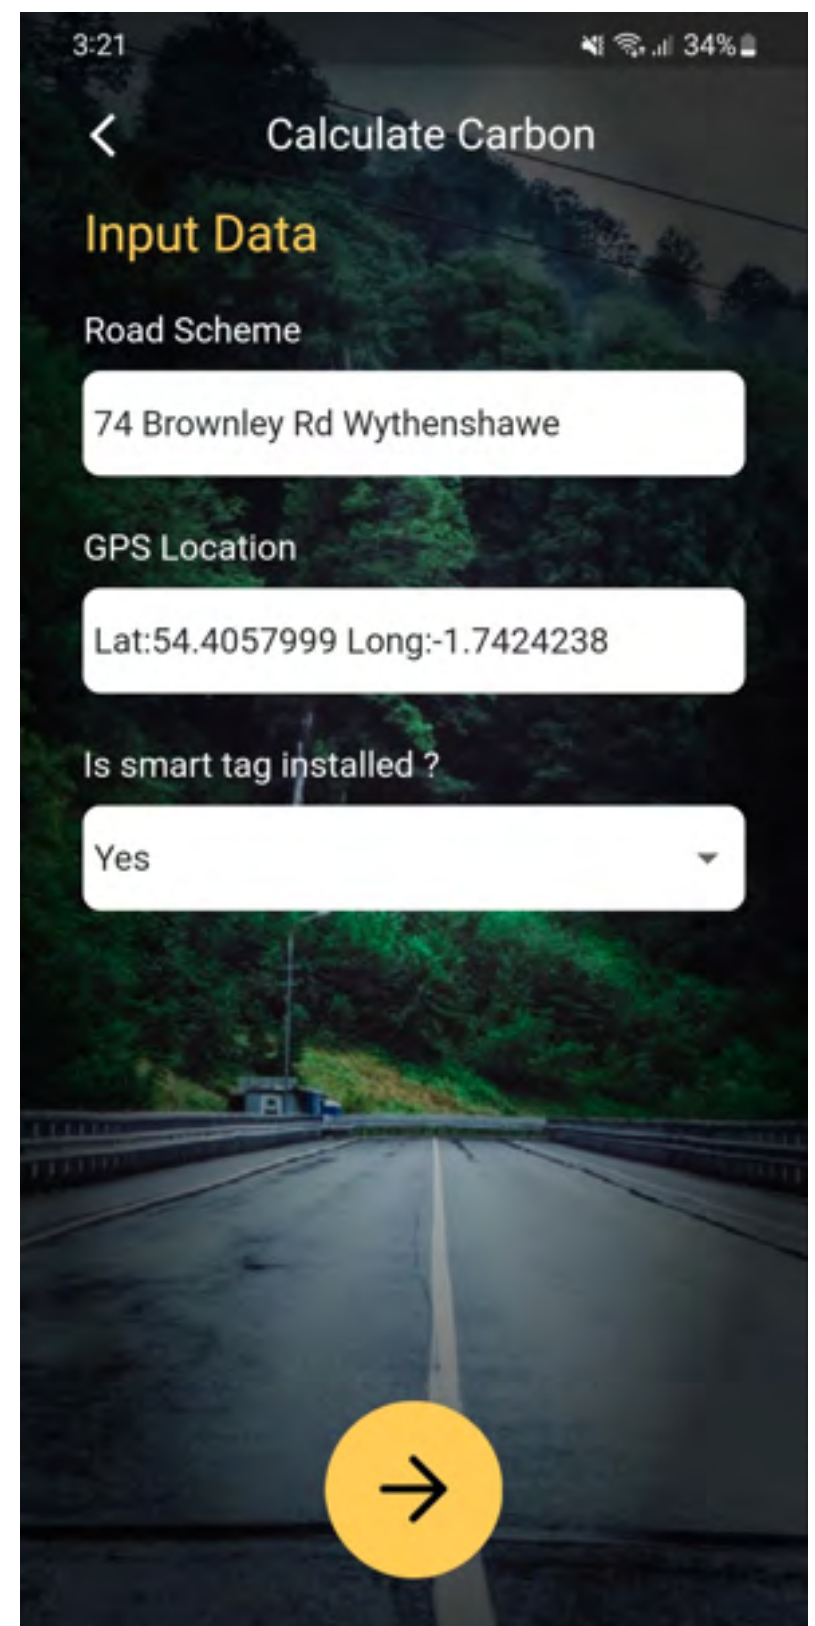 3:21 34%
Calculate Carbon
Input Data
Road Scheme
74 Brownley Rd Wythenshawe
GPS Location
Lat:54.4057999 Long:-1.7424238
Is smart tag installed ?
Yes